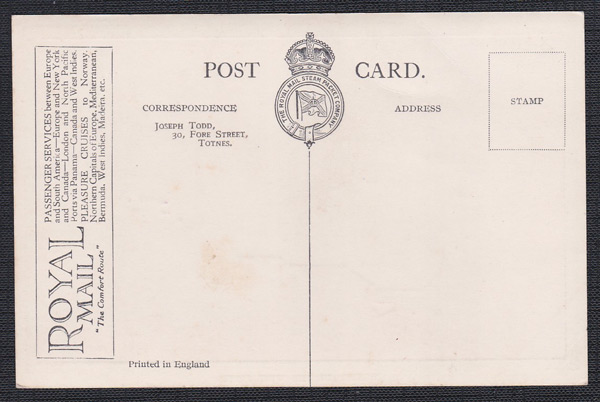 POST CARD.
THE ROYAL MAIL STEAM PACKET COMPANY
CORRESPONDENCE
ADDRESS
STAMP
JOSEPH TODD,
30, FORE STREET,
TOTNES.
ROYAL
MAIL
"The Comfort Route"
PASSENGER SERVICES between Europe
and South America—Europe and New York
and Canada—London and North Pacific
Ports via Panama—Canada and West Indies.
PLEASURE CRUISES to Norway,
Northern Capitals of Europe, Mediterranean,
Bermuda, West Indies, Madeira, etc.
Printed in England